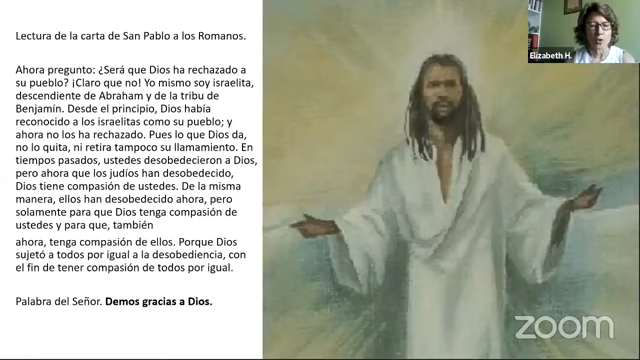 Lectura de la carta de San Pablo a los Romanos.
Ahora pregunto: ¿Será que Dios ha rechazado a
su pueblo? ¡Claro que no! Yo mismo soy israelita,
descendiente de Abraham y de la tribu de
Benjamín. Desde el principio, Dios había
reconocido a los israelitas como su pueblo; y
ahora no los ha rechazado. Pues lo que Dios da,
no lo quita, ni retira tampoco su llamamiento. En
tiempos pasados, ustedes desobedecieron a Dios,
pero ahora que los judíos han desobedecido,
Dios tiene compasión de ustedes. De la misma
manera, ellos han desobedecido ahora, pero
solamente para que Dios tenga compasión de
ustedes y para que, también
ahora, tenga compasión de ellos. Porque Dios
sujetó a todos por igual a la desobediencia, con
el fin de tener compasión de todos por igual.
Palabra del Señor. Demos gracias a Dios.
Elizabeth H.
zoom